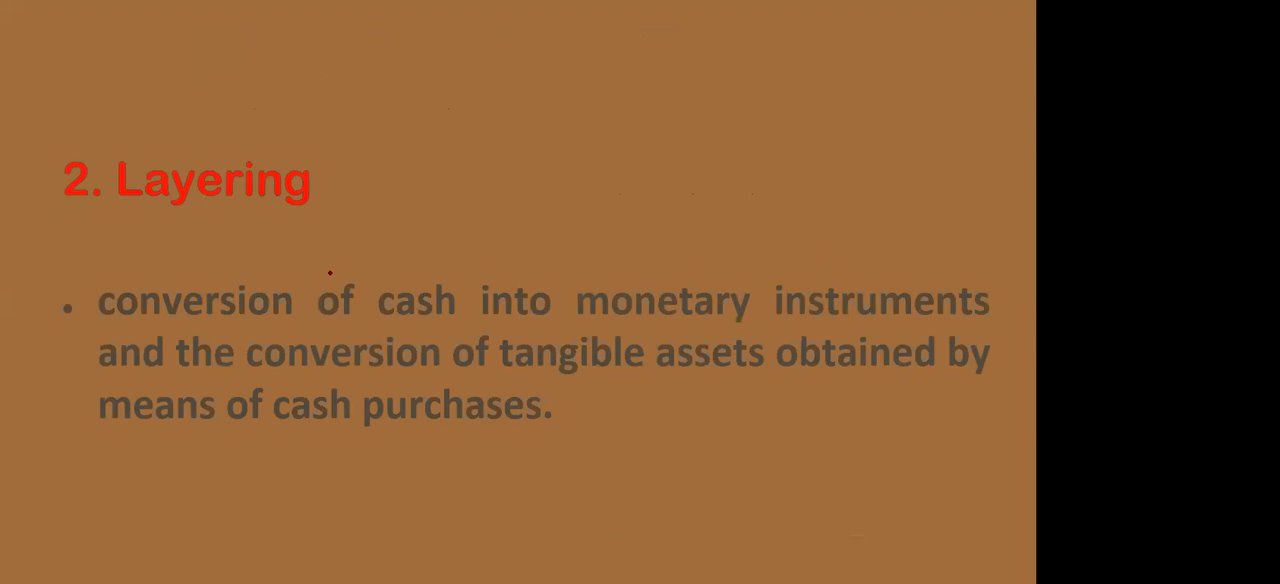 2. Layering
• conversion of cash into monetary instruments
and the conversion of tangible assets obtained by
means of cash purchases.